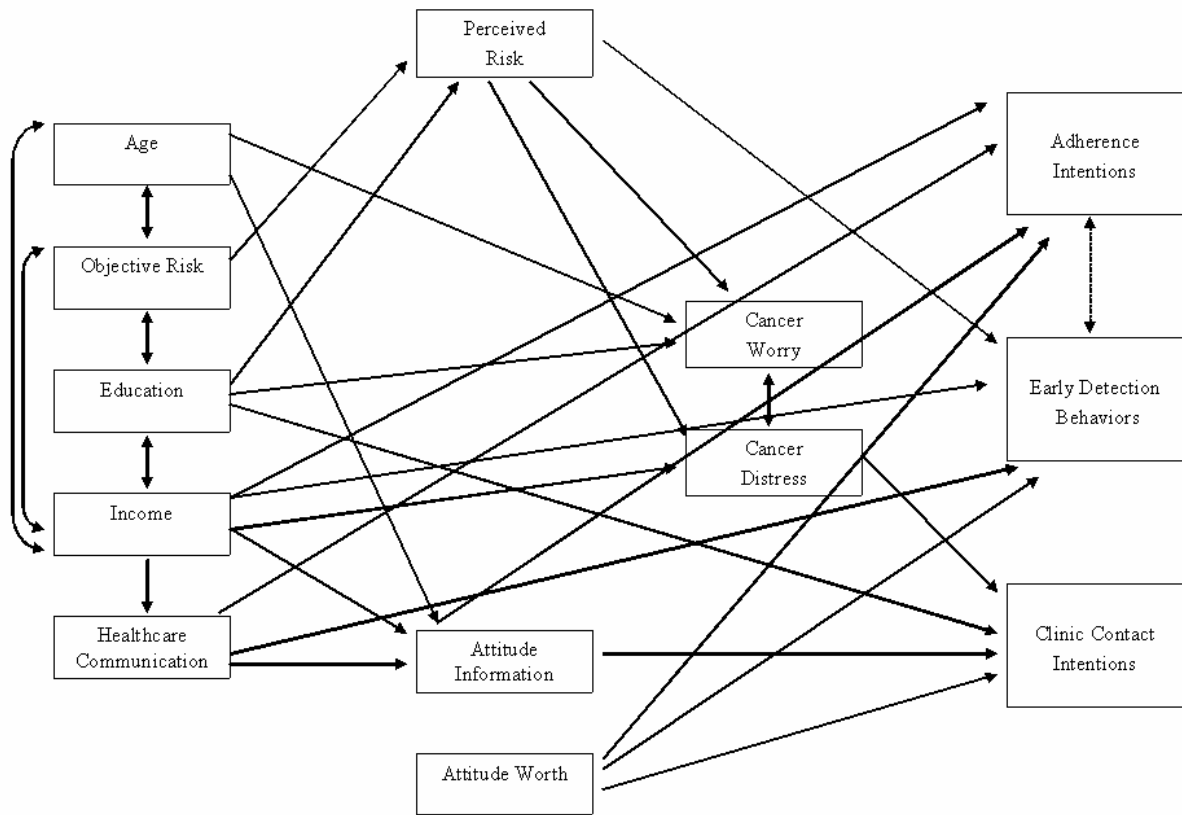 Perceived
Risk
Age
Adherence
Intentions
Objective Risk
Cancer
Worry
Education
Early Detection
Behaviors
Cancer
Distress
Income
Healthcare
Communication
Attitude
Information
Clinic Contact
Intentions
Attitude Worth